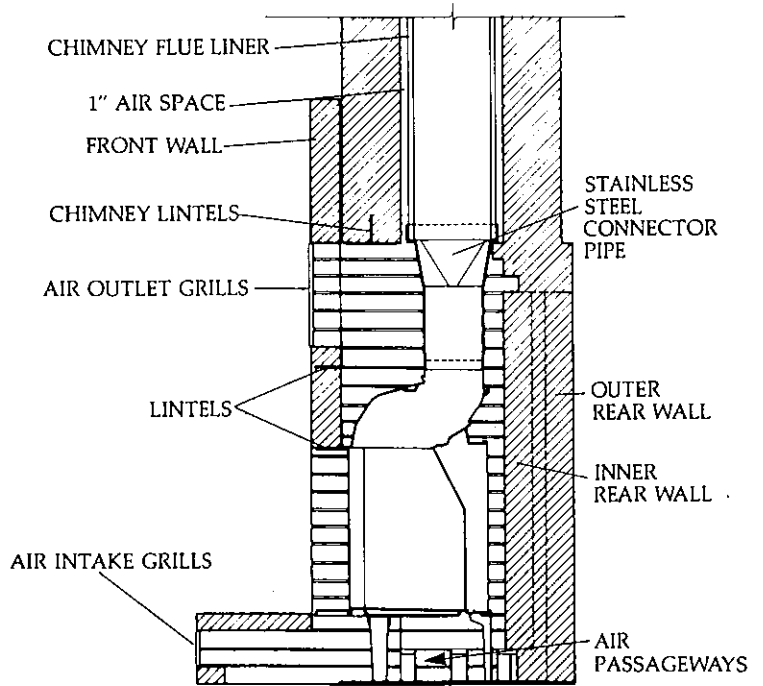 CHIMNEY FLUE LINER
1" AIR SPACE
FRONT WALL
CHIMNEY LINTELS
AIR OUTLET GRILLS
LINTELS
AIR INTAKE GRILLS
STAINLESS
STEEL
CONNECTOR
PIPE
OUTER
REAR WALL
INNER
REAR WALL
AIR
PASSAGEWAYS